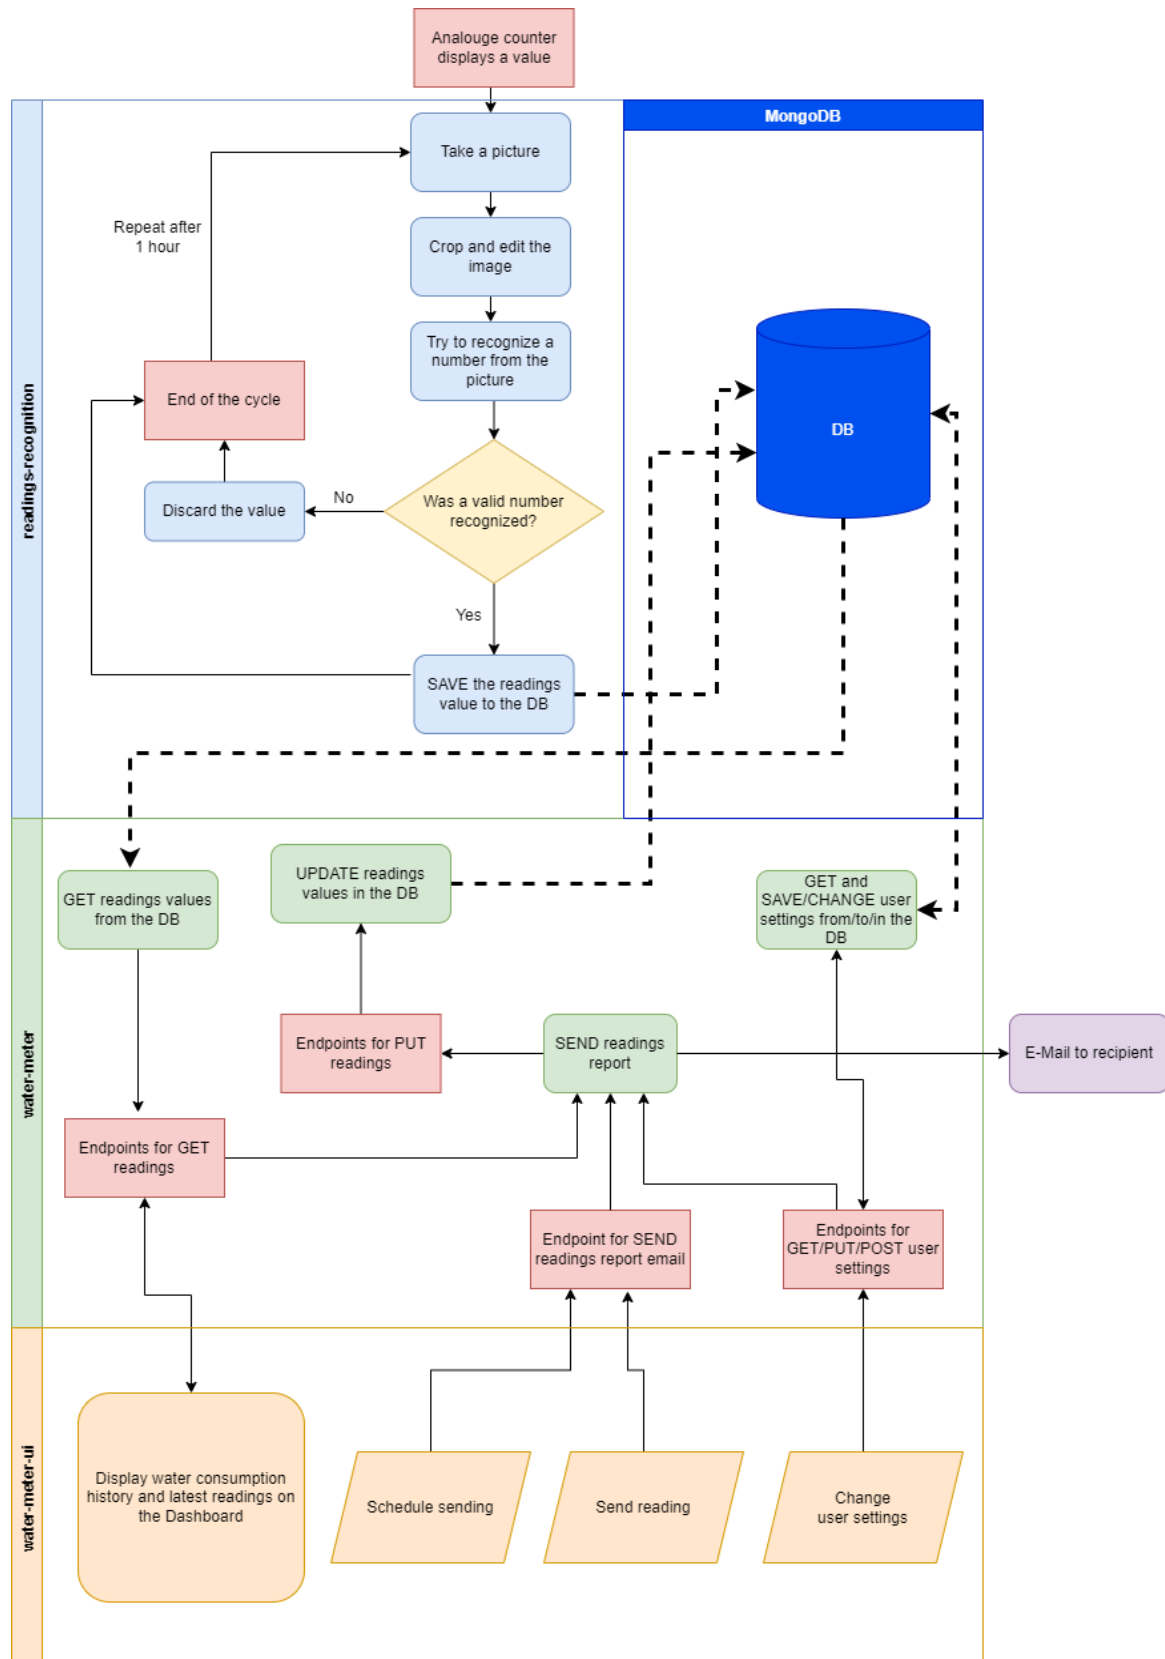 Analouge counter
displays a value
MongoDB
Take a picture
Repeat after
1 hour
Crop and edit the
image
Try to recognize a
number from the
picture
readings-recognition
End of the cycle
DB
Was a valid number
recognized?
No
Discard the value
Yes
SAVE the readings
value to the DB
UPDATE readings
values in the DB
GET readings values
from the DB
GET and
SAVE/CHANGE user
settings from/to/in the
DB
water-meter
Endpoints for PUT
readings
SEND readings
report
E-Mail to recipient
Endpoints for GET
readings
Endpoint for SEND
readings report email
Endpoints for
GET/PUT/POST user
settings
water-meter-ui
Display water consumption
history and latest readings on
the Dashboard
Schedule sending
Send reading
Change
user settings